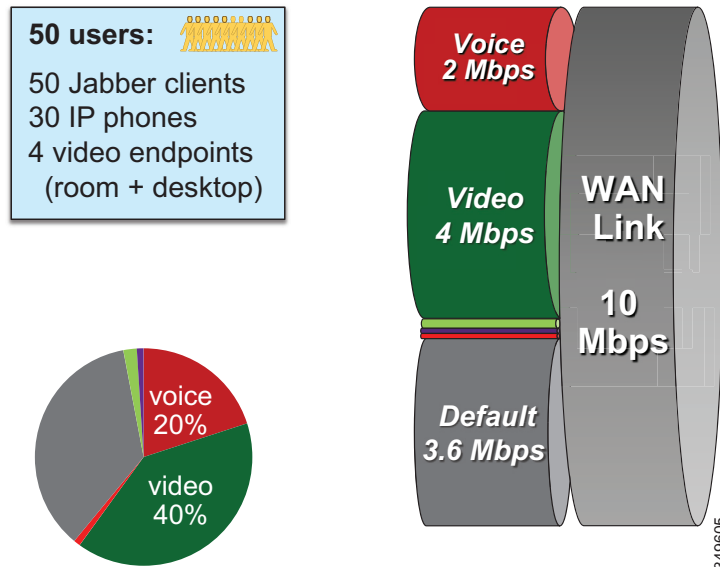 50 users:
50 Jabber clients
30 IP phones
4 video endpoints
(room + desktop)
Voice
2 Mbps
Video
4 Mbps
Default
3.6 Mbps
WAN
Link
10
Mbps
voice
20%
video
40%